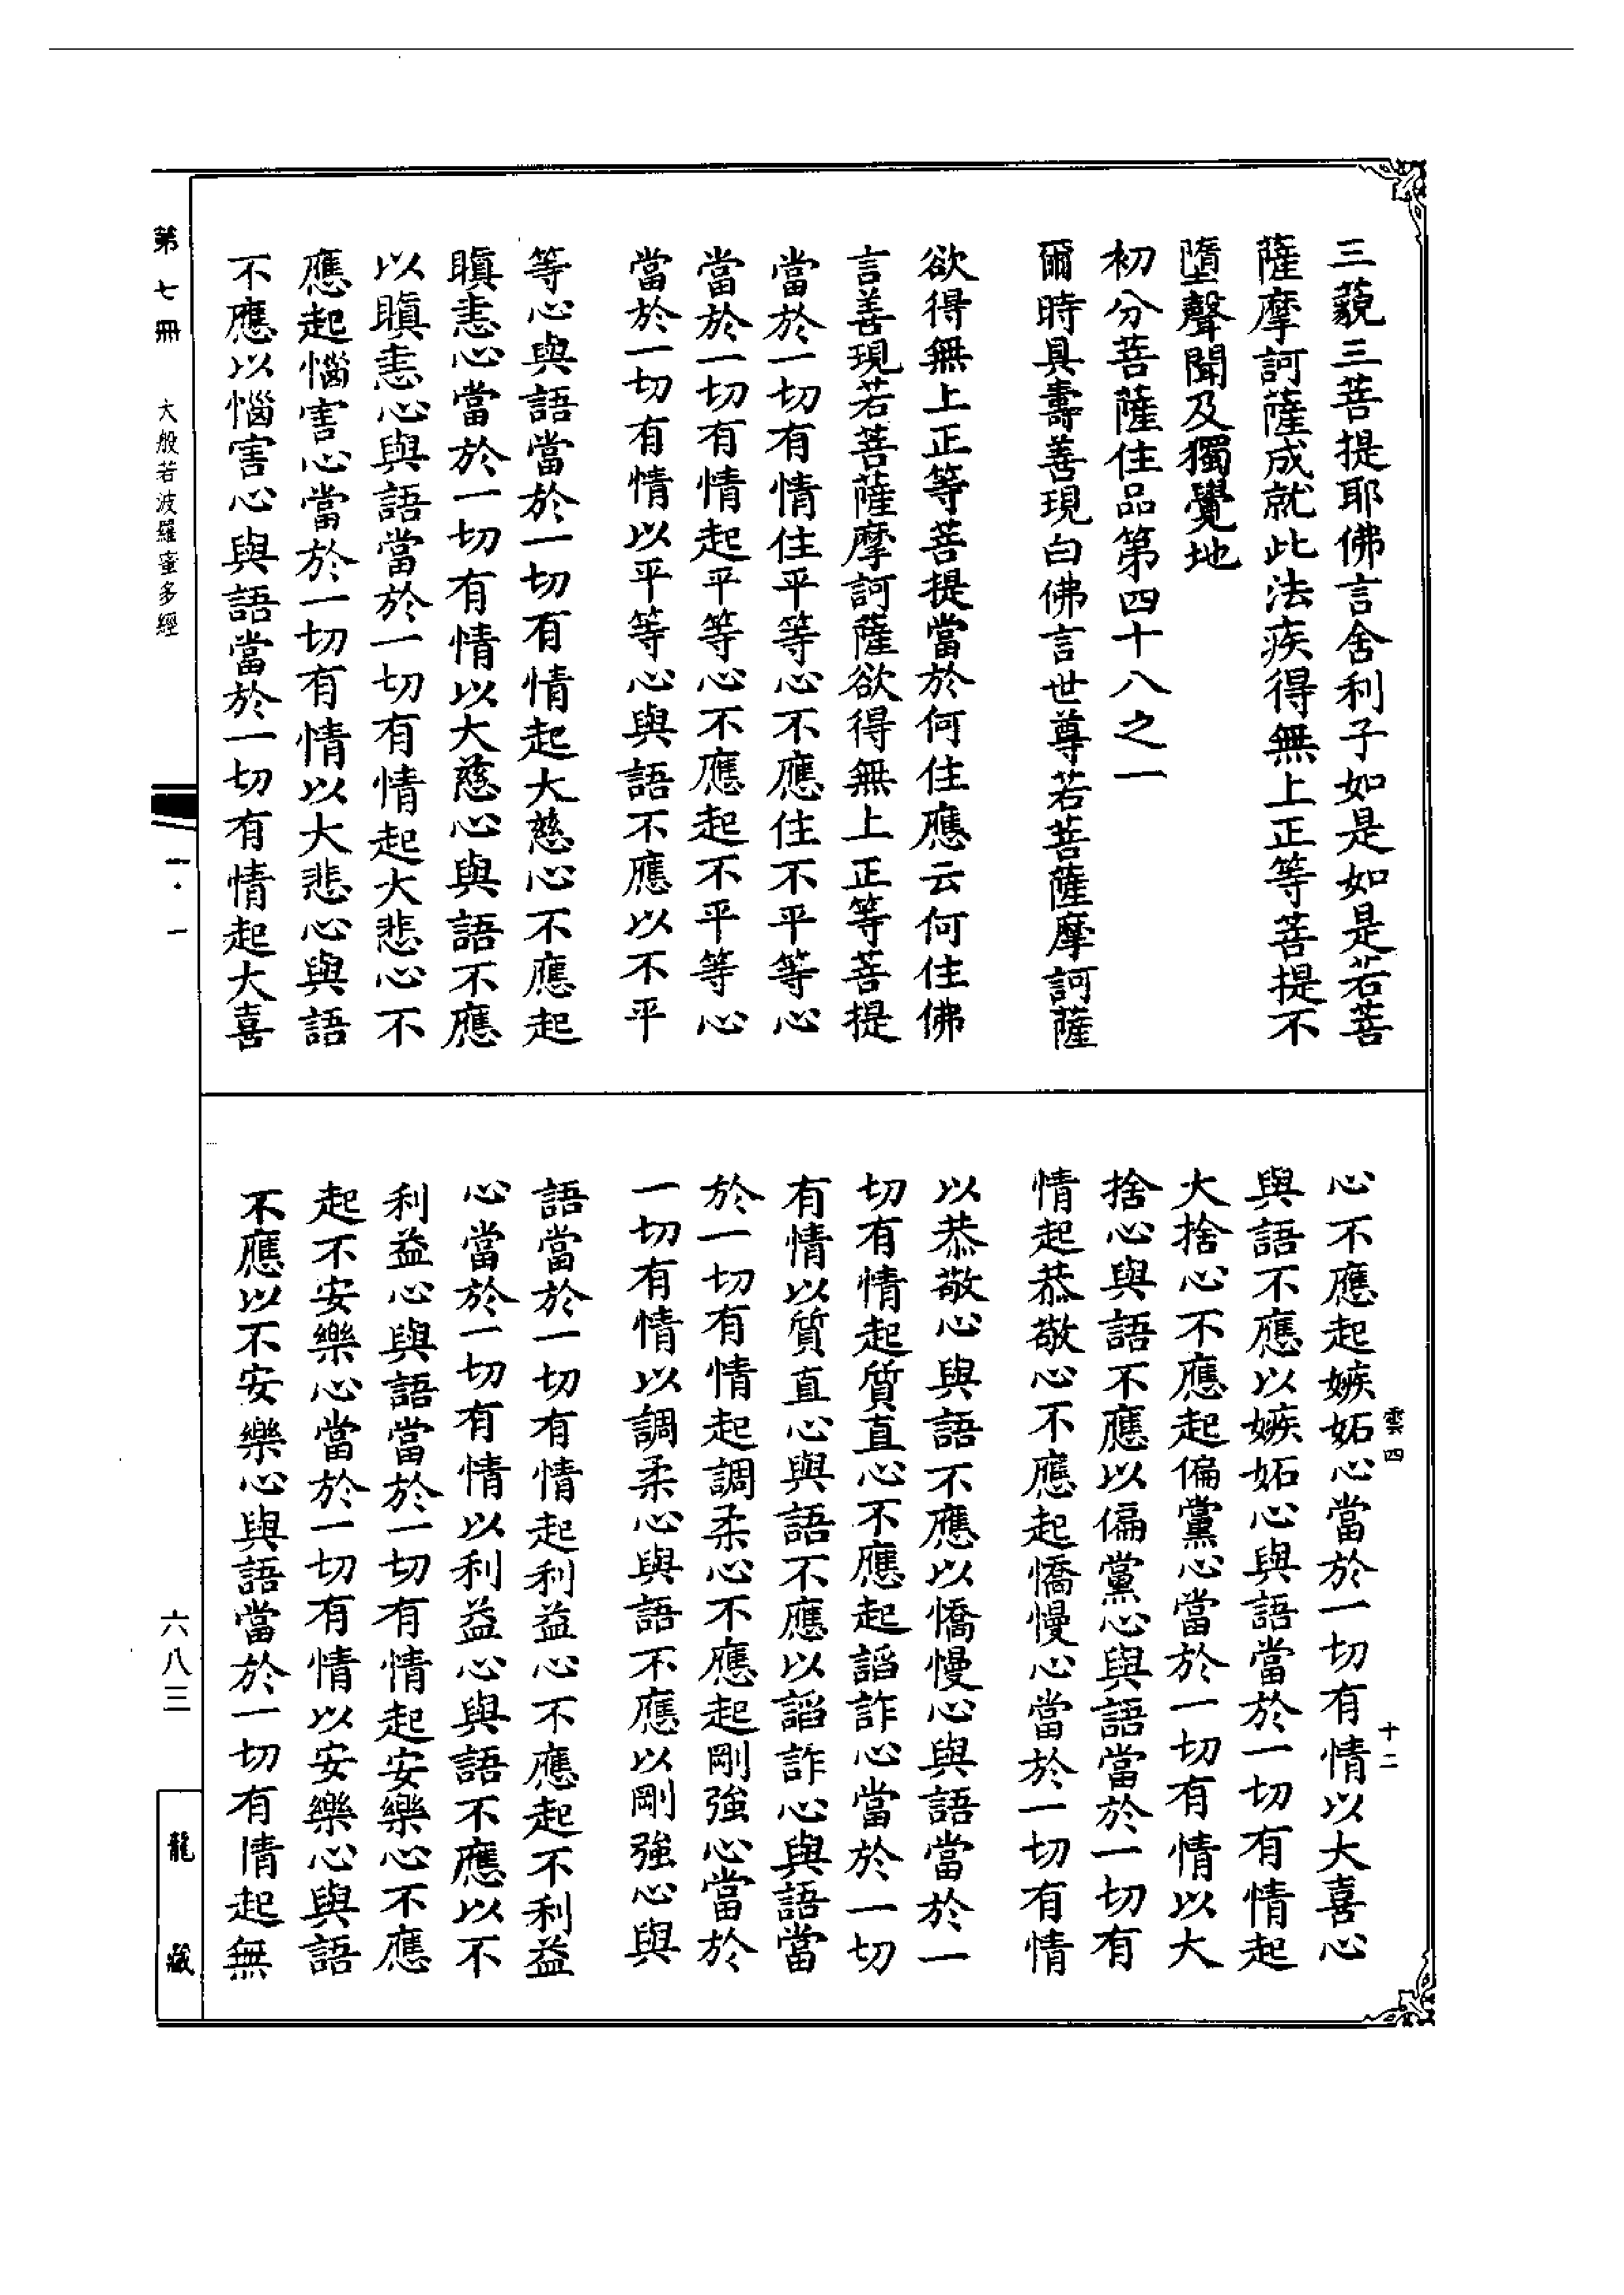 三藐三菩提耶佛言舍利子如是如是若菩
薩摩訶薩成就此法疾得無上正等菩提不
墮聲聞及獨覺地
初分菩薩住品第四十八之一
爾時具壽善現白佛言世尊若菩薩摩訶薩
欲得無上正等菩提當於何住應云何住佛
言善現若菩薩摩訶薩欲得無上正等菩提
當於一切有情住平等心不應住不平等心
當於一切有情起平等心不應起不平等心
當於一切有情以平等心與語不應以不平
等心與語當於一切有情起大慈心不應起
瞋恚心當於一切有情以大慈心與語不應
以瞋恚心與語當於一切有情起大悲心不
應起惱害心當於一切有情以大悲心與語
不應以惱害心與語當於一切有情起大喜
心不應起嫉妬心當於一切有情以大喜心
與語不應以嫉妬心與語當於一切有情起
大捨心不應起偏黨心當於一切有情以大
捨心與語不應以偏黨心與語當於一切有
情起恭敬心不應起憍慢心當於一切有情
以恭敬心與語不應以憍慢心與語當於一
切有情起質直心不應起諂詐心當於一切
有情以質直心與語不應以諂詐心與語當
於一切有情起調柔心不應起剛強心當於
一切有情以調柔心與語不應以剛強心與
語當於一切有情起利益心不應起不利益
心當於一切有情以利益心與語不應以不
利益心與語當於一切有情起安樂心不應
起不安樂心當於一切有情以安樂心與語
不應以不安樂心與語當於一切有情起無
雲四
十二
第七冊
大般若波羅蜜多經
一·一
六八三
龍藏